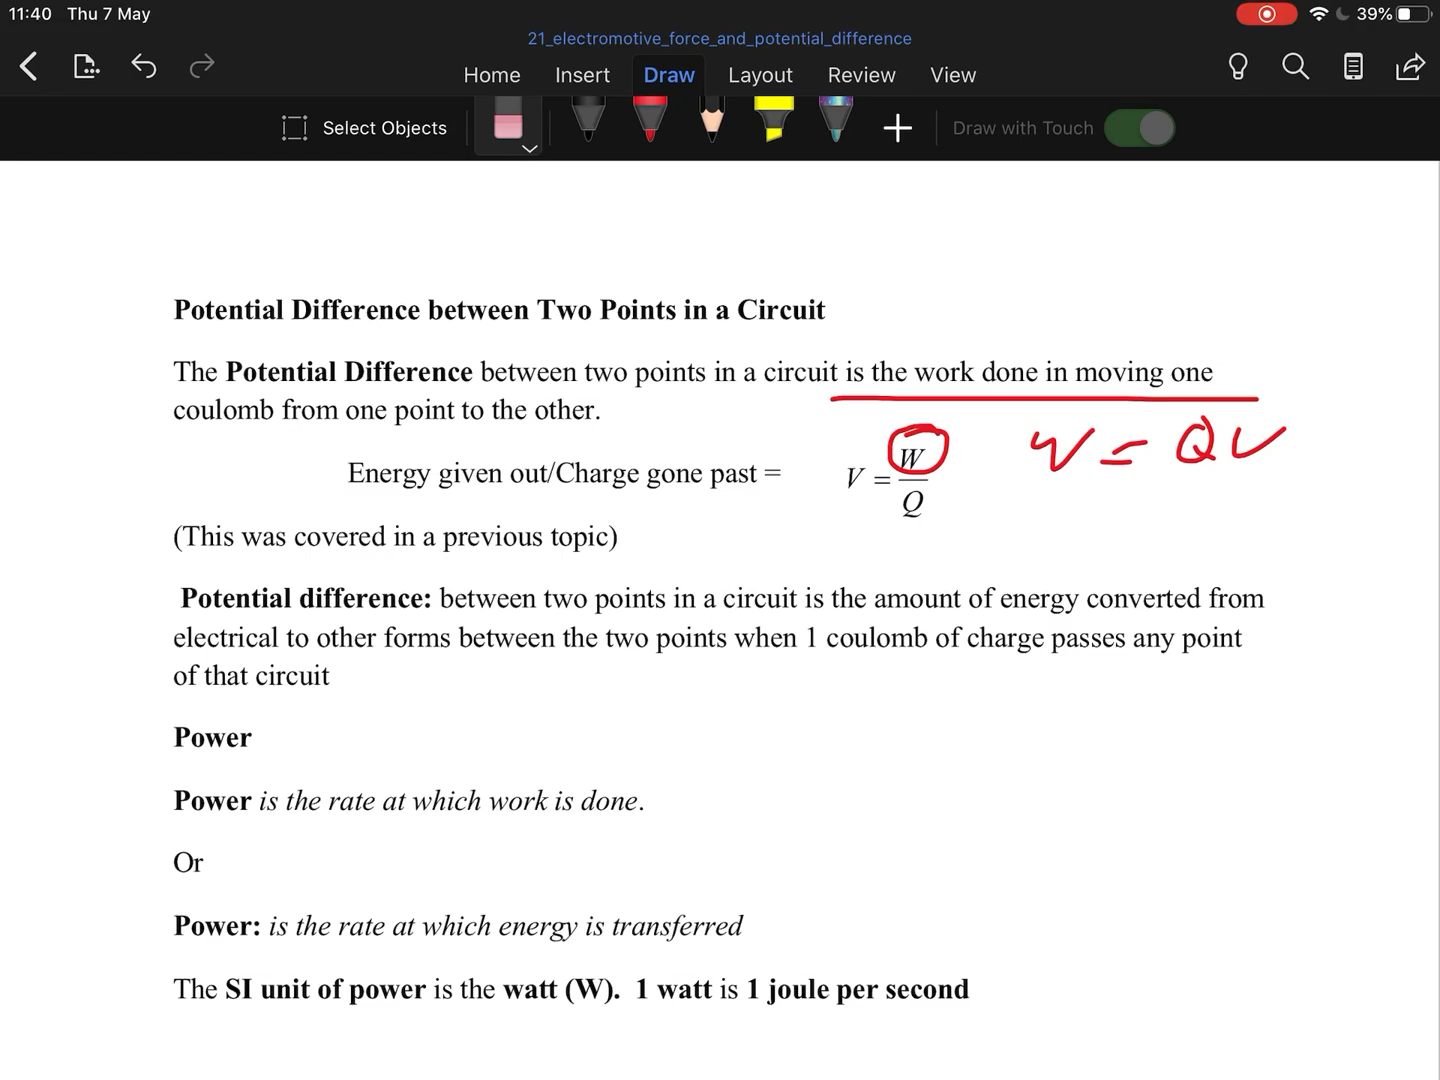 11:40 Thu 7 May 39%
21_electromotive_force_and_potential_difference
Home Insert Draw Layout Review View
Select Objects Draw with Touch
Potential Difference between Two Points in a Circuit
The Potential Difference between two points in a circuit is the work done in moving one
coulomb from one point to the other.
Energy given out/Charge gone past = V = W/Q W = QV
(This was covered in a previous topic)
Potential difference: between two points in a circuit is the amount of energy converted from
electrical to other forms between the two points when 1 coulomb of charge passes any point
of that circuit
Power
Power is the rate at which work is done.
Or
Power: is the rate at which energy is transferred
The SI unit of power is the watt (W). 1 watt is 1 joule per second